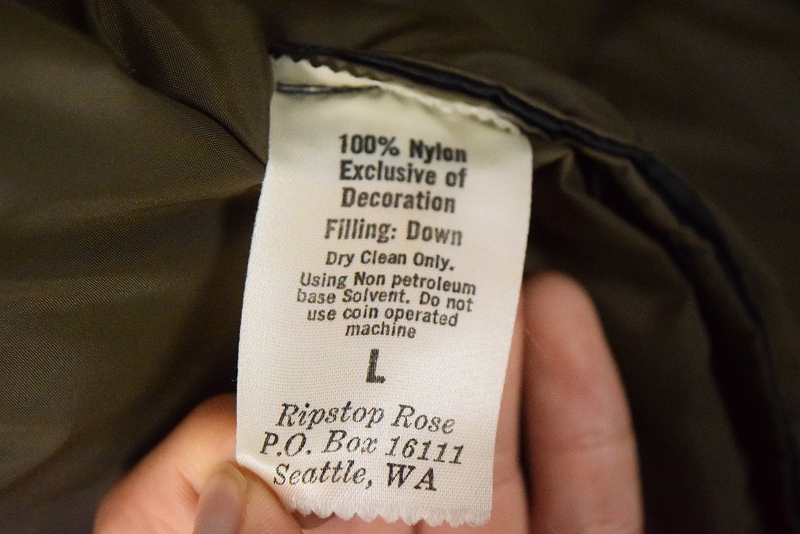 100% Nylon
Exclusive of
Decoration
Filling: Down
Dry Clean Only.
Using Non petroleum
base Solvent. Do not
use coin operated
machine
L
Ripstop Rose
P.O. Box 16111
Seattle, WA